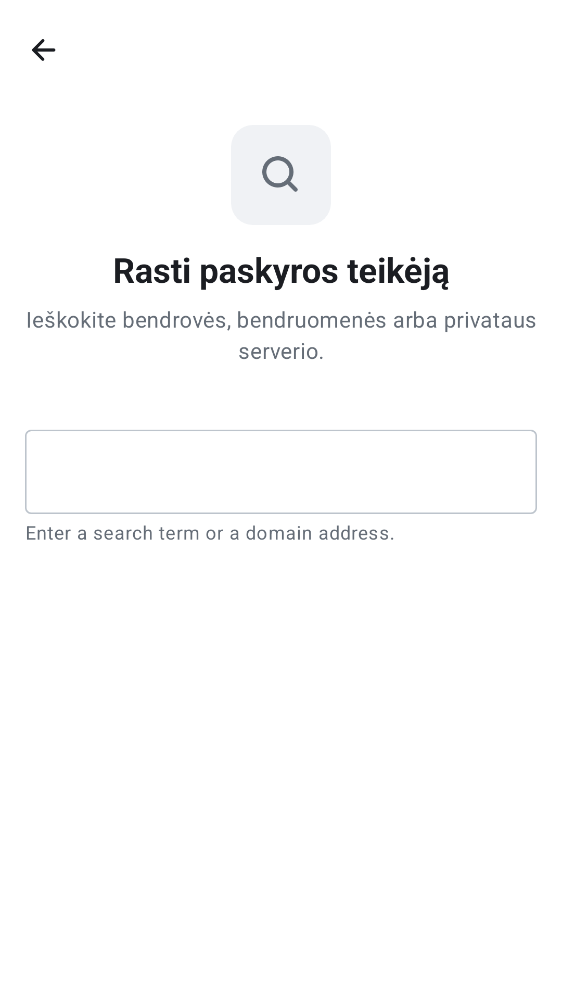 Rasti paskyros teikėją
Ieškokite bendrovės, bendruomenės arba privataus
serverio.
Enter a search term or a domain address.